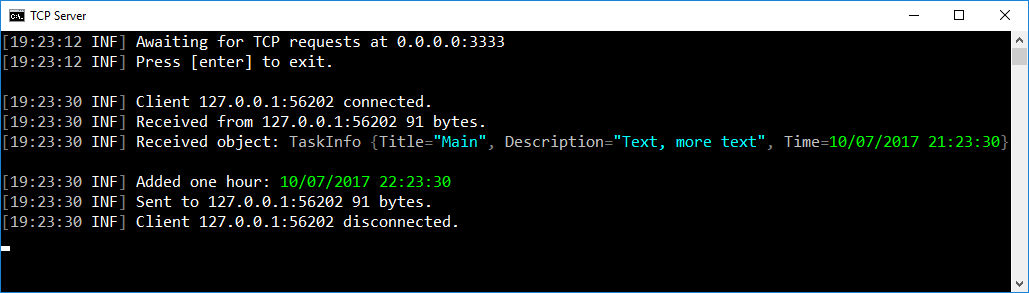 TCP Server
[19:23:12 INF] Awaiting for TCP requests at 0.0.0.0:3333
[19:23:12 INF] Press [enter] to exit.
[19:23:30 INF] Client 127.0.0.1:56202 connected.
[19:23:30 INF] Received from 127.0.0.1:56202 91 bytes.
[19:23:30 INF] Received object: TaskInfo {Title="Main", Description="Text, more text", Time=10/07/2017 21:23:30}
[19:23:30 INF] Added one hour: 10/07/2017 22:23:30
[19:23:30 INF] Sent to 127.0.0.1:56202 91 bytes.
[19:23:30 INF] Client 127.0.0.1:56202 disconnected.